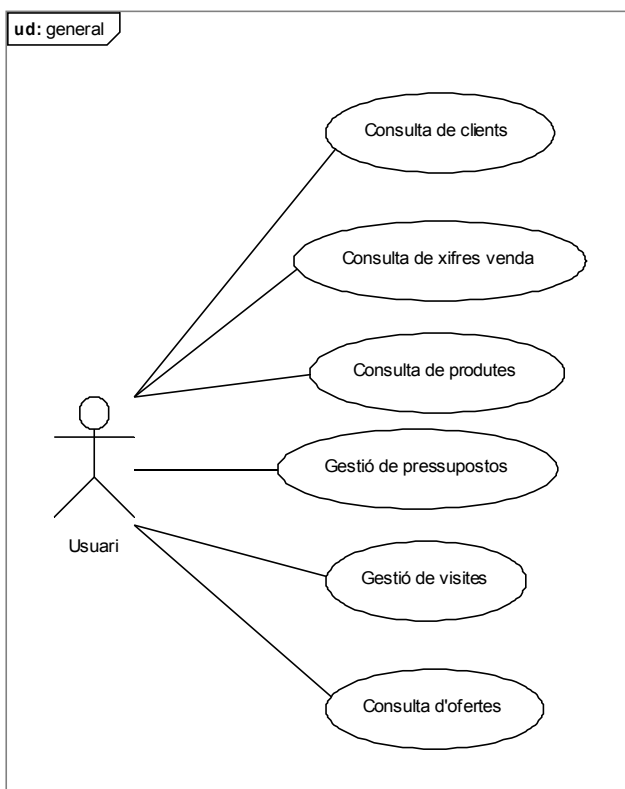 ud: general
Consulta de clients
Consulta de xifres venda
Consulta de produtes
Gestió de pressupostos
Usuari
Gestió de visites
Consulta d'ofertes